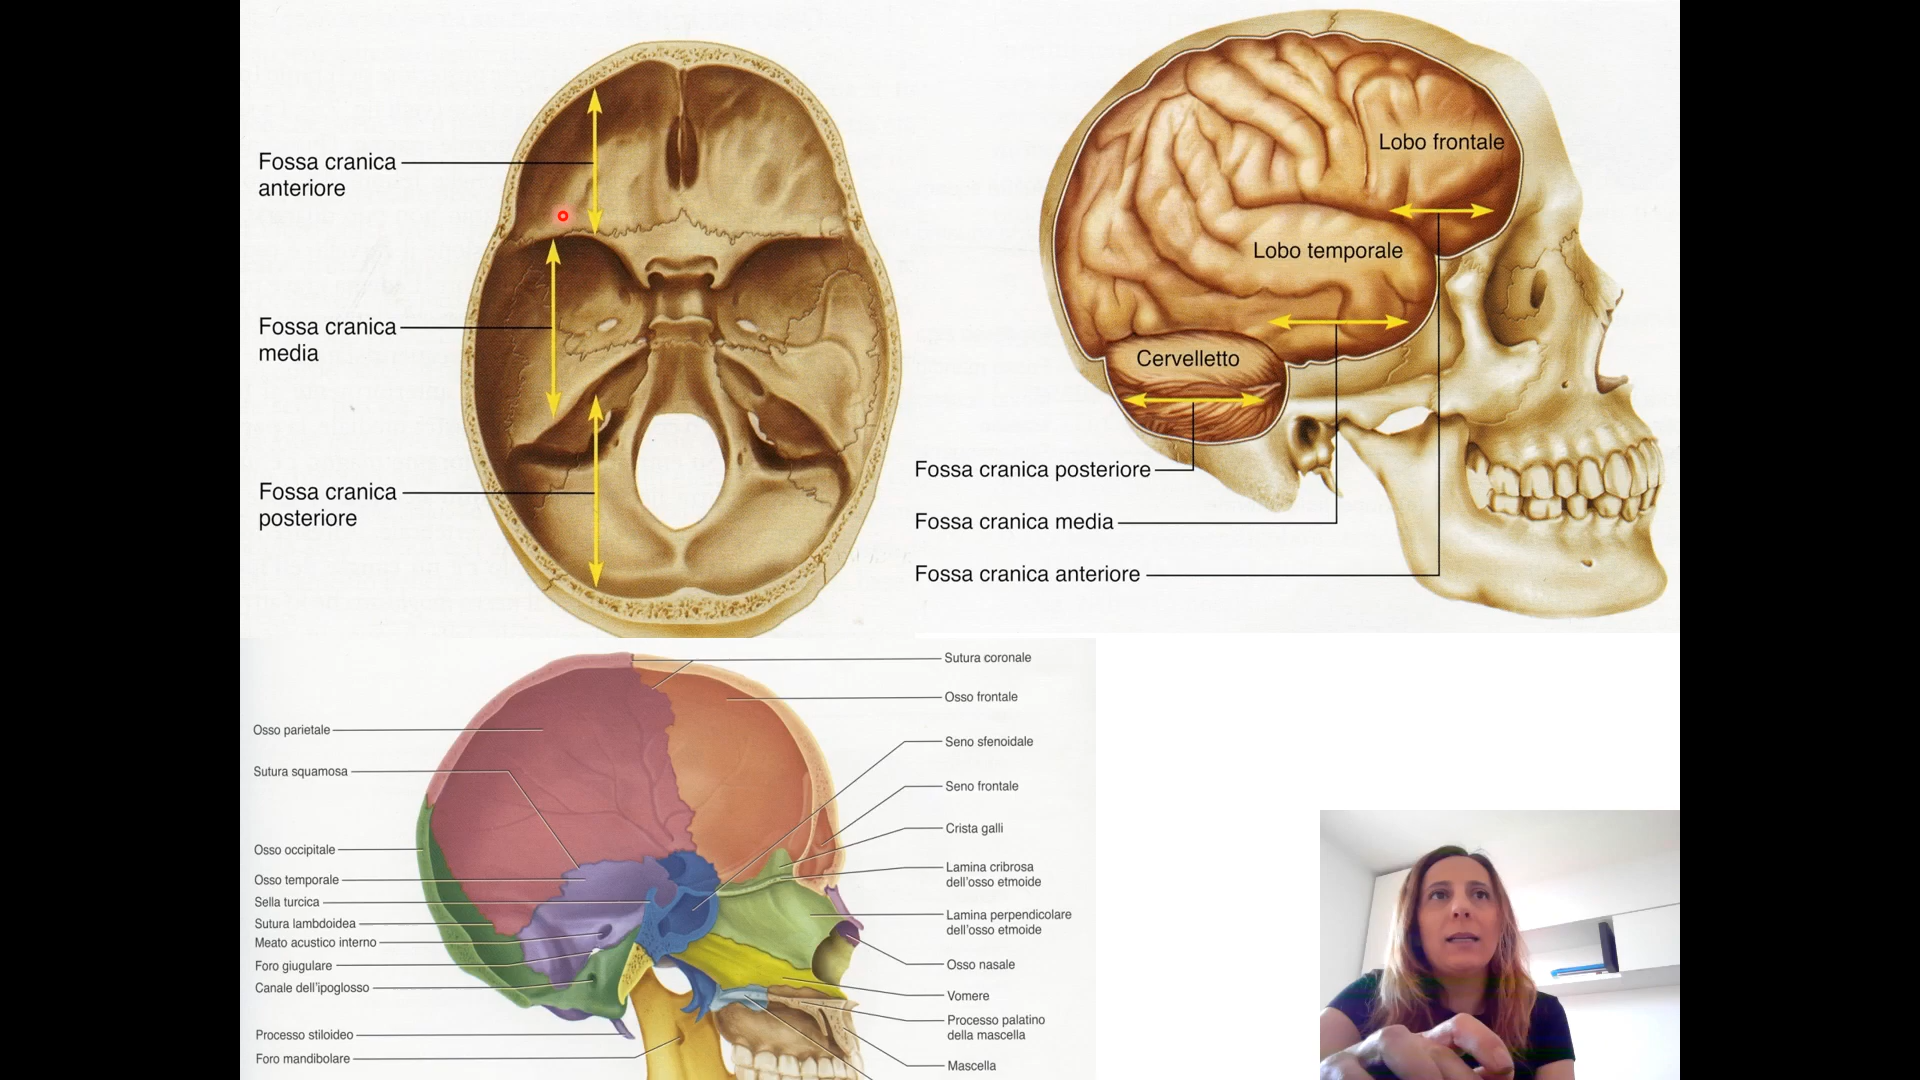 Fossa cranica
anteriore
Fossa cranica
media
Fossa cranica
posteriore
Lobo frontale
Lobo temporale
Cervelletto
Fossa cranica posteriore
Fossa cranica media
Fossa cranica anteriore
Osso parietale
Sutura squamosa
Osso occipitale
Osso temporale
Sella turcica
Sutura lambdoidea
Meato acustico interno
Foro giugulare
Canale dell'ipoglosso
Processo stiloideo
Foro mandibolare
Sutura coronale
Osso frontale
Seno sfenoidale
Seno frontale
Crista galli
Lamina cribrosa
dell'osso etmoide
Lamina perpendicolare
dell'osso etmoide
Osso nasale
Vomere
Processo palatino
della mascella
Mascella